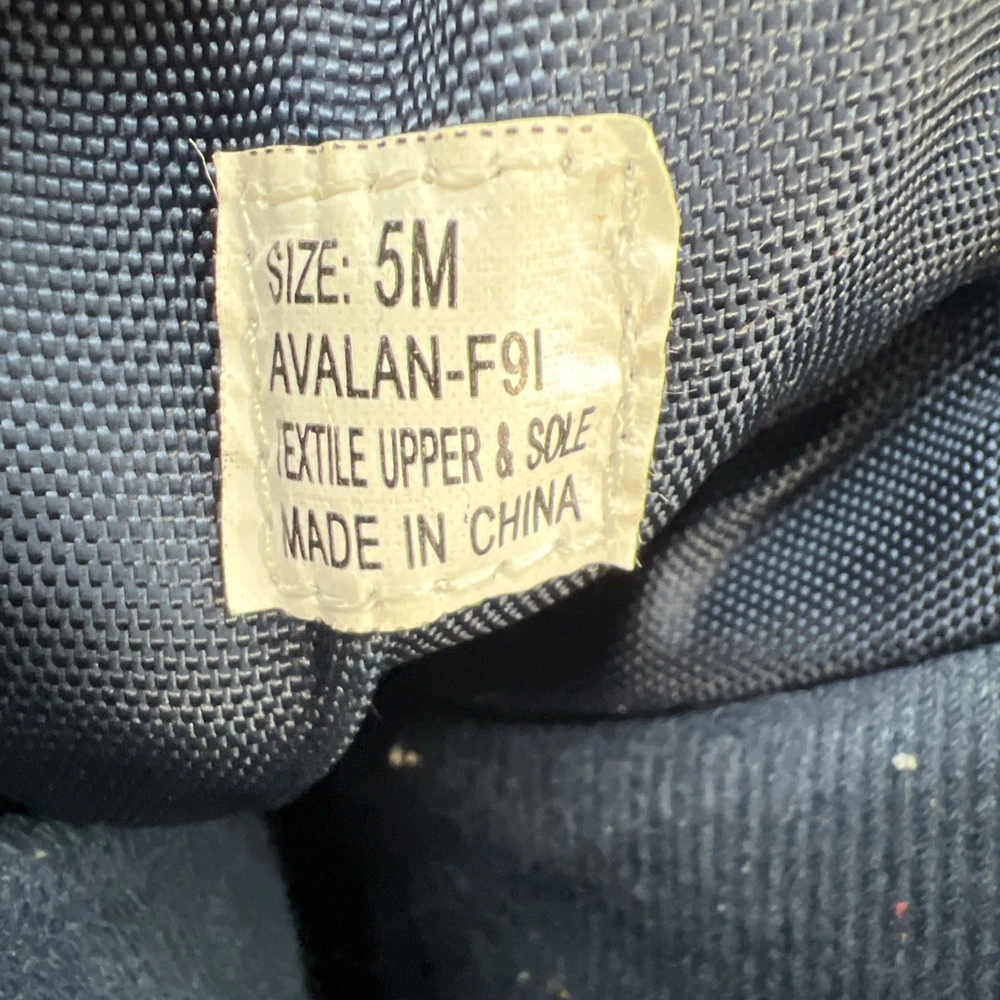 SIZE: 5M
AVALAN-F9I
TEXTILE UPPER & SOLE
MADE IN CHINA